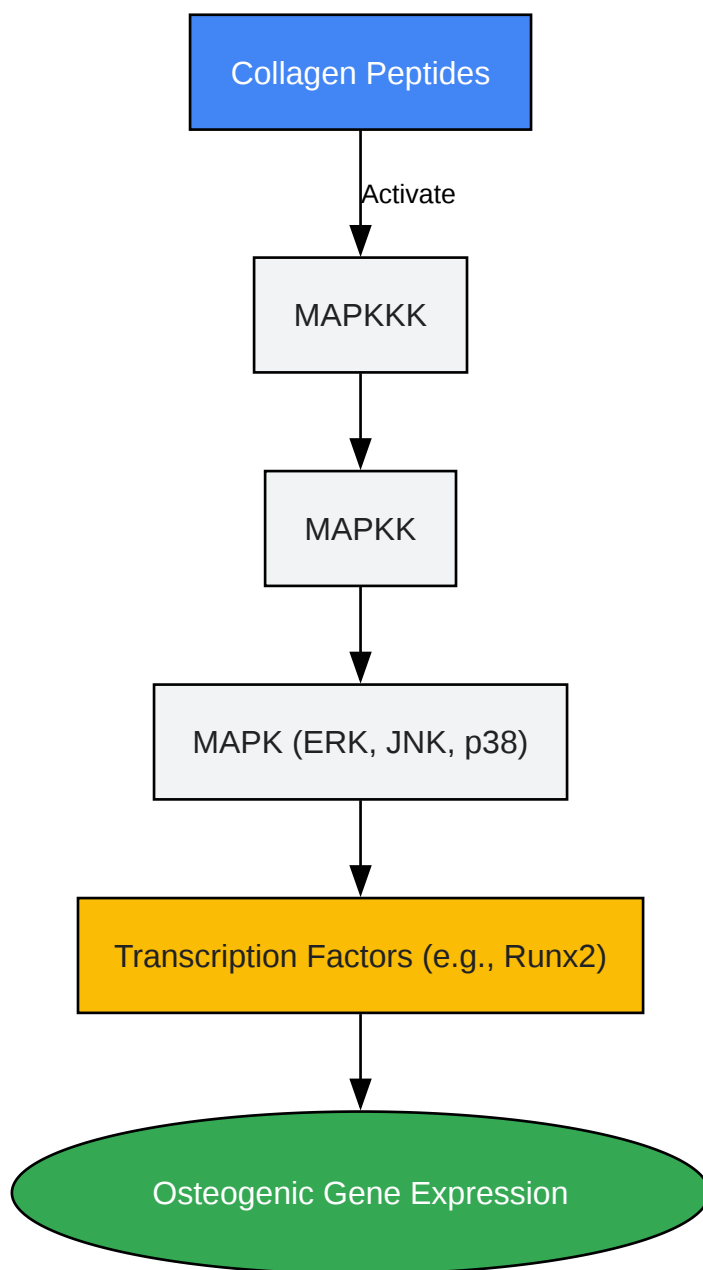 Collagen Peptides
Activate
MAPKKK
MAPKK
MAPK (ERK, JNK, p38)
Transcription Factors (e.g., Runx2)
Osteogenic Gene Expression